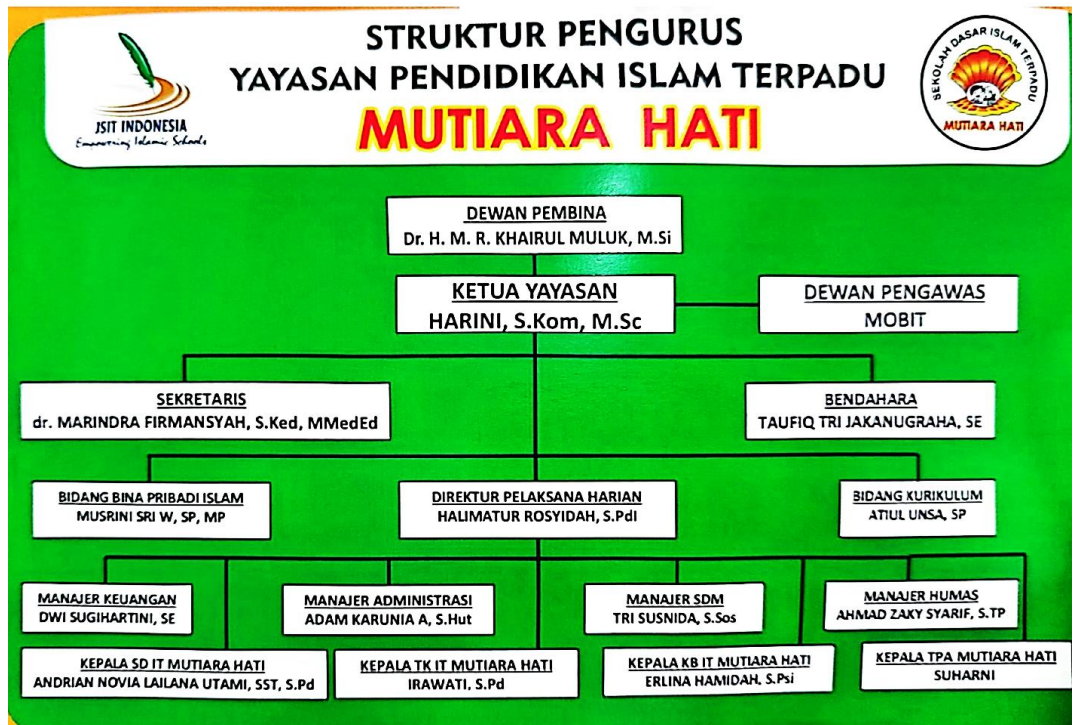 STRUKTUR PENGURUS
YAYASAN PENDIDIKAN ISLAM TERPADU
MUTIARA HATI
JSIT INDONESIA
Empowering Islamic Schools
SEKOLAH DASAR ISLAM TERPADU
MUTIARA HATI
DEWAN PEMBINA
Dr. H. M. R. KHAIRUL MULUK, M.Si
KETUA YAYASAN
HARINI, S.Kom, M.Sc
DEWAN PENGAWAS
MOBIT
SEKRETARIS
dr. MARINDRA FIRMANSYAH, S.Ked, MMedEd
BENDAHARA
TAUFIQ TRI JAKANUGRAHA, SE
BIDANG BINA PRIBADI ISLAM
MUSRINI SRI W, SP, MP
DIREKTUR PELAKSANA HARIAN
HALIMATUR ROSYIDAH, S.PdI
BIDANG KURIKULUM
ATIUL UNSA, SP
MANAJER KEUANGAN
DWI SUGIHARTINI, SE
MANAJER ADMINISTRASI
ADAM KARUNIA A, S.Hut
MANAJER SDM
TRI SUSNIDA, S.Sos
MANAJER HUMAS
AHMAD ZAKY SYARIF, S.TP
KEPALA SD IT MUTIARA HATI
ANDRIAN NOVIA LAILANA UTAMI, SST, S.Pd
KEPALA TK IT MUTIARA HATI
IRAWATI, S.Pd
KEPALA KB IT MUTIARA HATI
ERLINA HAMIDAH, S.Psi
KEPALA TPA MUTIARA HATI
SUHARNI